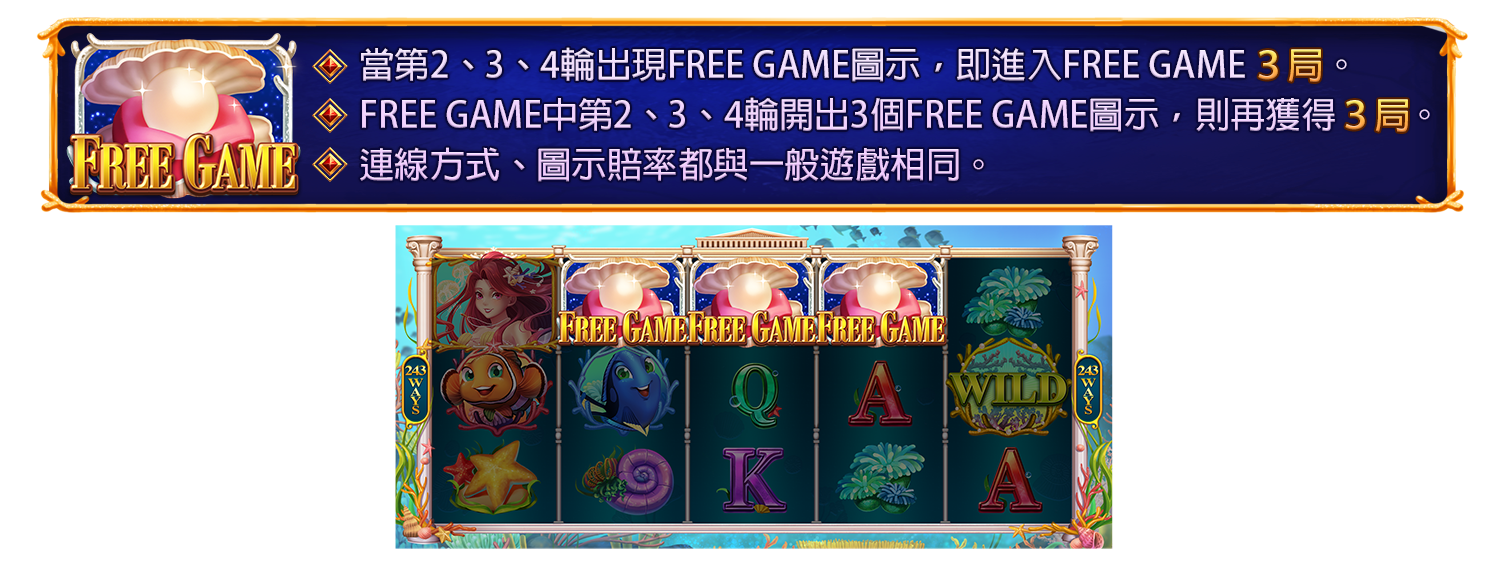 FREE GAME
當第2、3、4輪出現FREE GAME圖示，即進入FREE GAME 3局。
FREE GAME中第2、3、4輪開出3個FREE GAME圖示，則再獲得3局。
連線方式、圖示賠率都與一般遊戲相同。
FREE GAME FREE GAME FREE GAME
243 WAYS Q A WILD 243 WAYS
K A